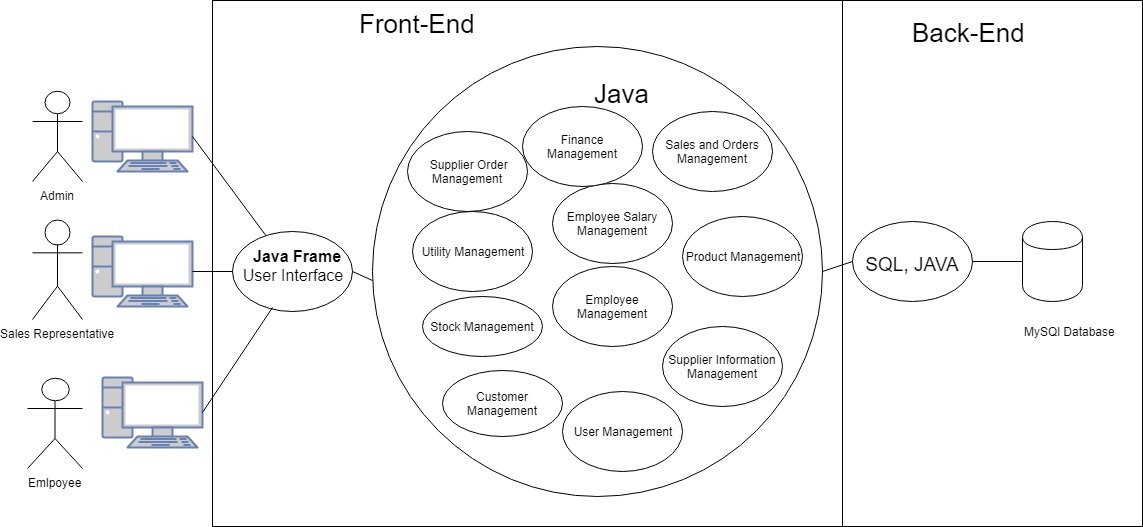 Front-End
Back-End
Java
Finance
Management
Sales and Orders
Management
Supplier Order
Management
Admin
Employee Salary
Management
Utility Management
Product Management
Java Frame
User Interface
SQL, JAVA
Employee
Management
Stock Management
Sales Representative
MySQl Database
Supplier Information
Management
Customer
Management
User Management
Emlpoyee